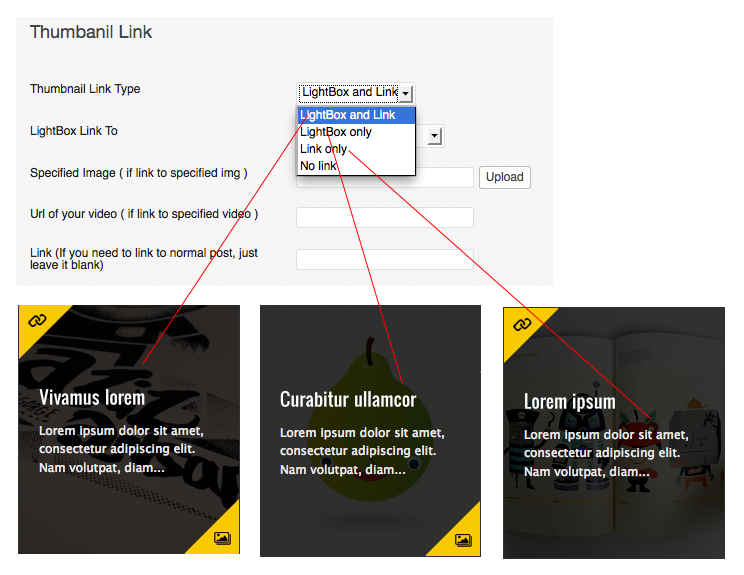 Thumbanil Link
Thumbnail Link Type
LightBox and Link
LightBox and Link
LightBox only
Link only
No link
LightBox Link To
Specified Image ( if link to specified img )
Upload
Url of your video ( if link to specified video )
Link (If you need to link to normal post, just
leave it blank)
Vivamus lorem
Lorem ipsum dolor sit amet,
consectetur adipiscing elit.
Nam volutpat, diam...
Curabitur ullamcor
Lorem ipsum dolor sit amet,
consectetur adipiscing elit.
Nam volutpat, diam...
Lorem ipsum
Lorem ipsum dolor sit amet,
consectetur adipiscing elit.
Nam volutpat, diam...